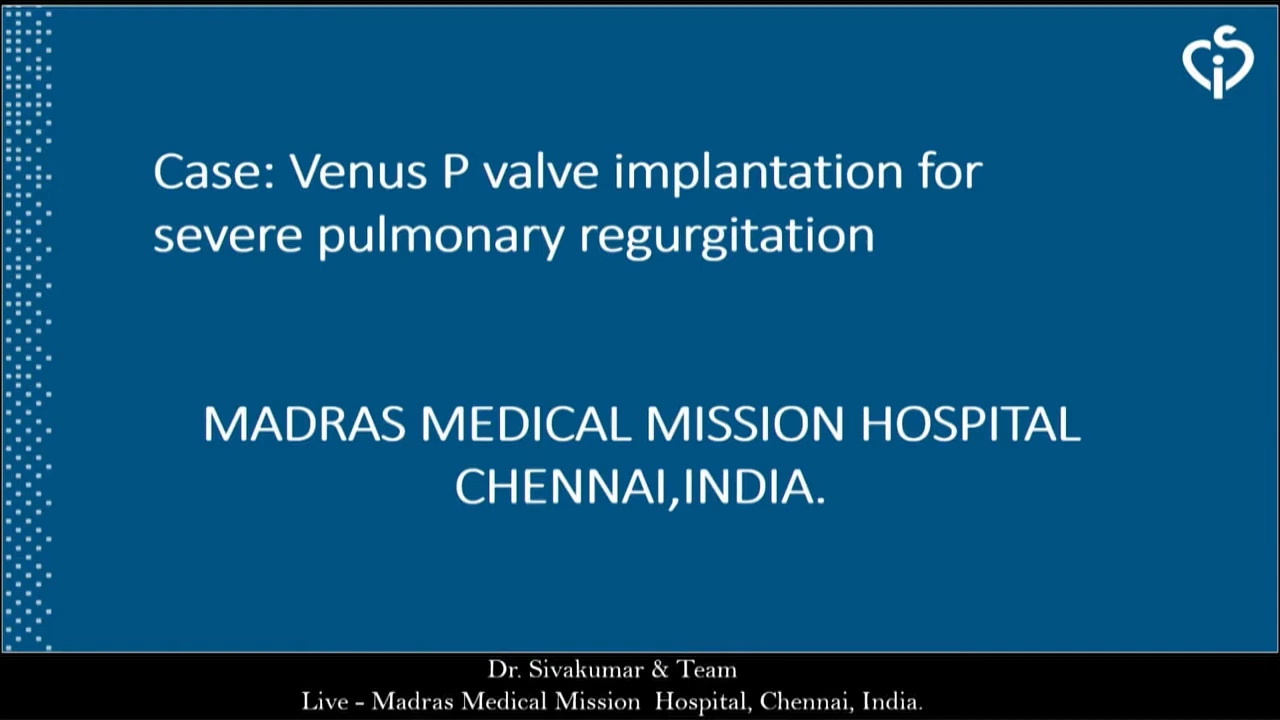 CiS
Case: Venus P valve implantation for
severe pulmonary regurgitation
MADRAS MEDICAL MISSION HOSPITAL
CHENNAI,INDIA.
Dr. Sivakumar & Team
Live - Madras Medical Mission Hospital, Chennai, India.